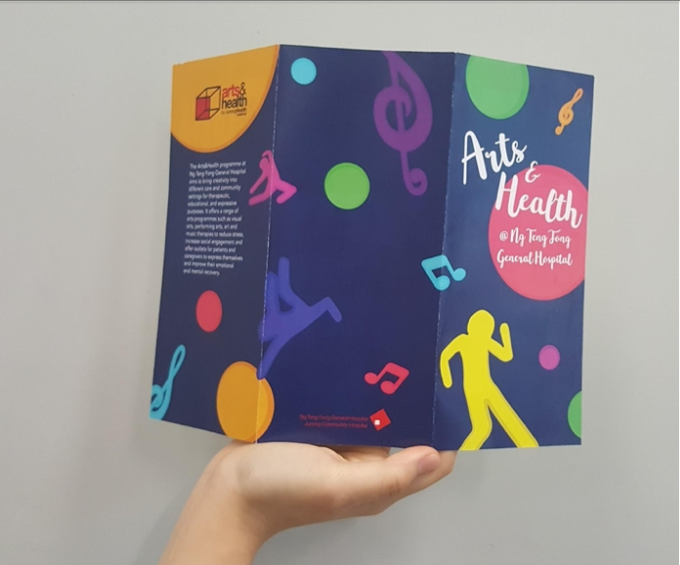 arts&
health
The Arts&Health programme at
Ng Teng Fong General Hospital
aims to bring creativity into
different care and community
settings for therapeutic,
educational, and expressive
purposes. It offers a range of
arts programmes such as visual
arts, performing arts, art and
music therapies to reduce stress,
increase social engagement and
offer outlets for patients and
caregivers to express themselves
and improve their emotional
and mental recovery.
Ng Teng Fong General Hospital
Jurong Community Hospital
Arts
&
Health
@ Ng Teng Fong
General Hospital